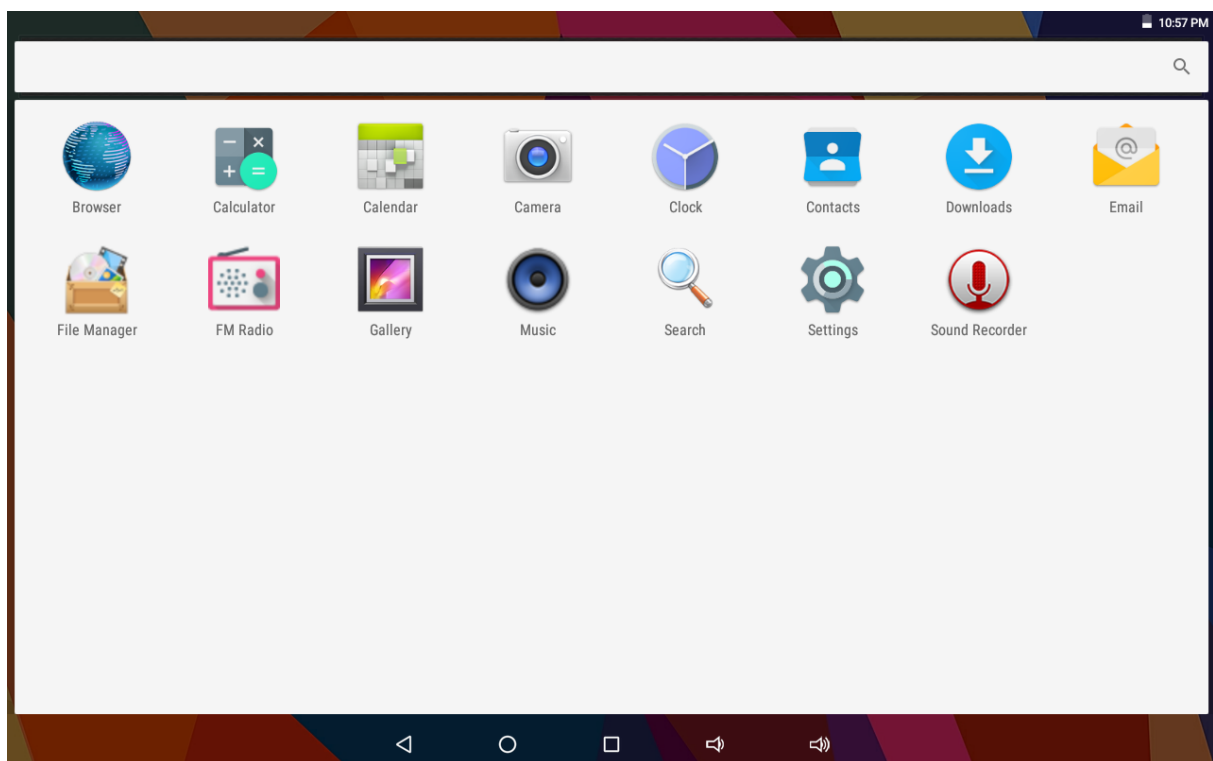 10:57 PM
Browser Calculator Calendar Camera Clock Contacts Downloads Email
File Manager FM Radio Gallery Music Search Settings Sound Recorder